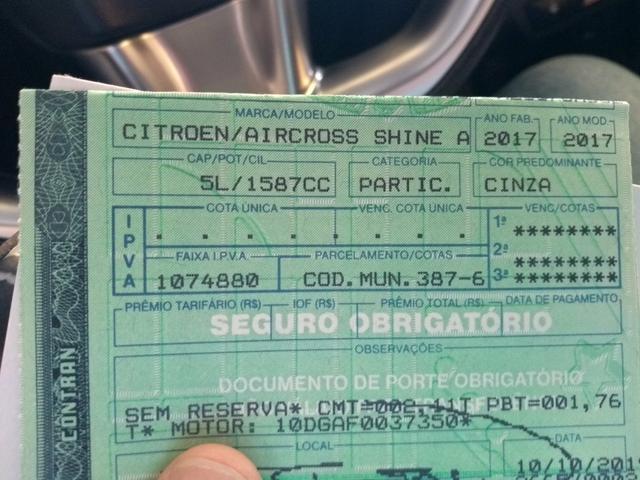 MARCA/MODELO ANO FAB. ANO MOD.
CITROEN/AIRCROSS SHINE A 2017 2017
CAP/POT/CIL CATEGORIA COR PREDOMINANTE
5L/1587CC PARTIC. CINZA
COTA ÚNICA VENC. COTA ÚNICA VENC/COTAS
IPVA
1ª ********
2ª ********
FAIXA I.P.V.A. PARCELAMENTO/COTAS
1074880 COD.MUN.387-6 3ª ********
PRÊMIO TARIFÁRIO (R$) IOF (R$) PRÊMIO TOTAL(R$) DATA DE PAGAMENTO
SEGURO OBRIGATÓRIO
OBSERVAÇÕES
DOCUMENTO DE PORTE OBRIGATÓRIO
SEM RESERVA* CMT=002,11T PBT=001,76
T* MOTOR: 10DGAF0037350*
LOCAL DATA
10/10/201
CONTRAN